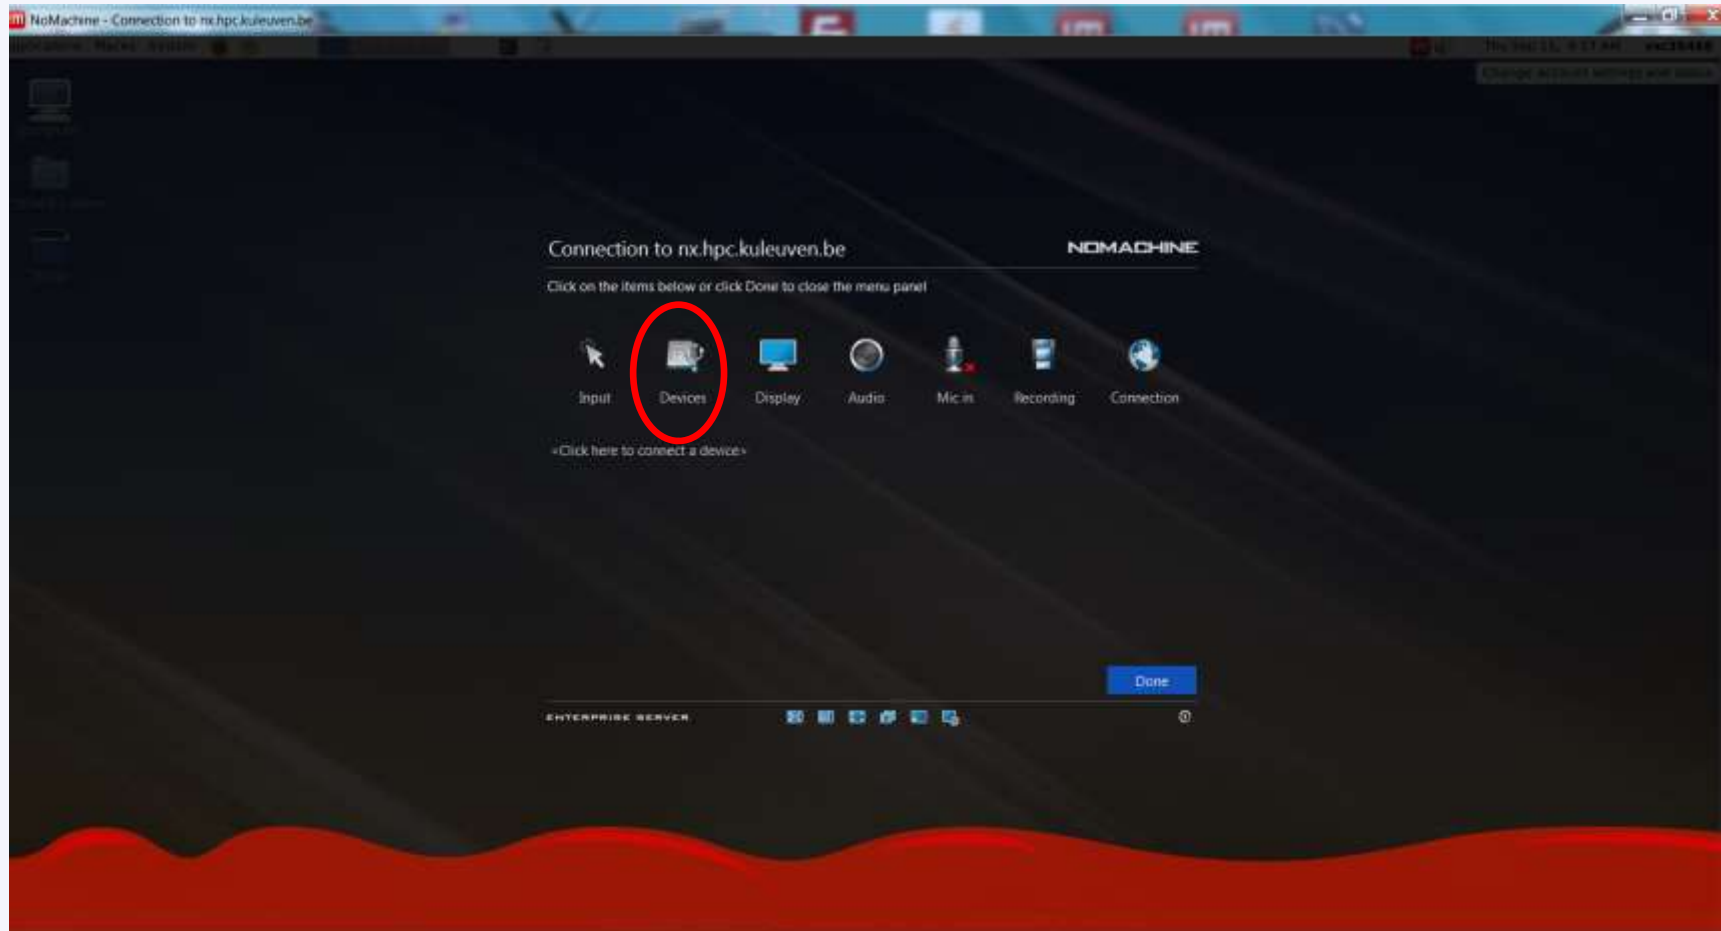 NoMachine - Connection to nx.hpc.kuleuven.be
Connection to nx.hpc.kuleuven.be
NOMACHINE
Click on the items below or click Done to close the menu panel
Input Devices Display Audio Mic in Recording Connection
<Click here to connect a device>
Done
ENTERPRISE SERVER